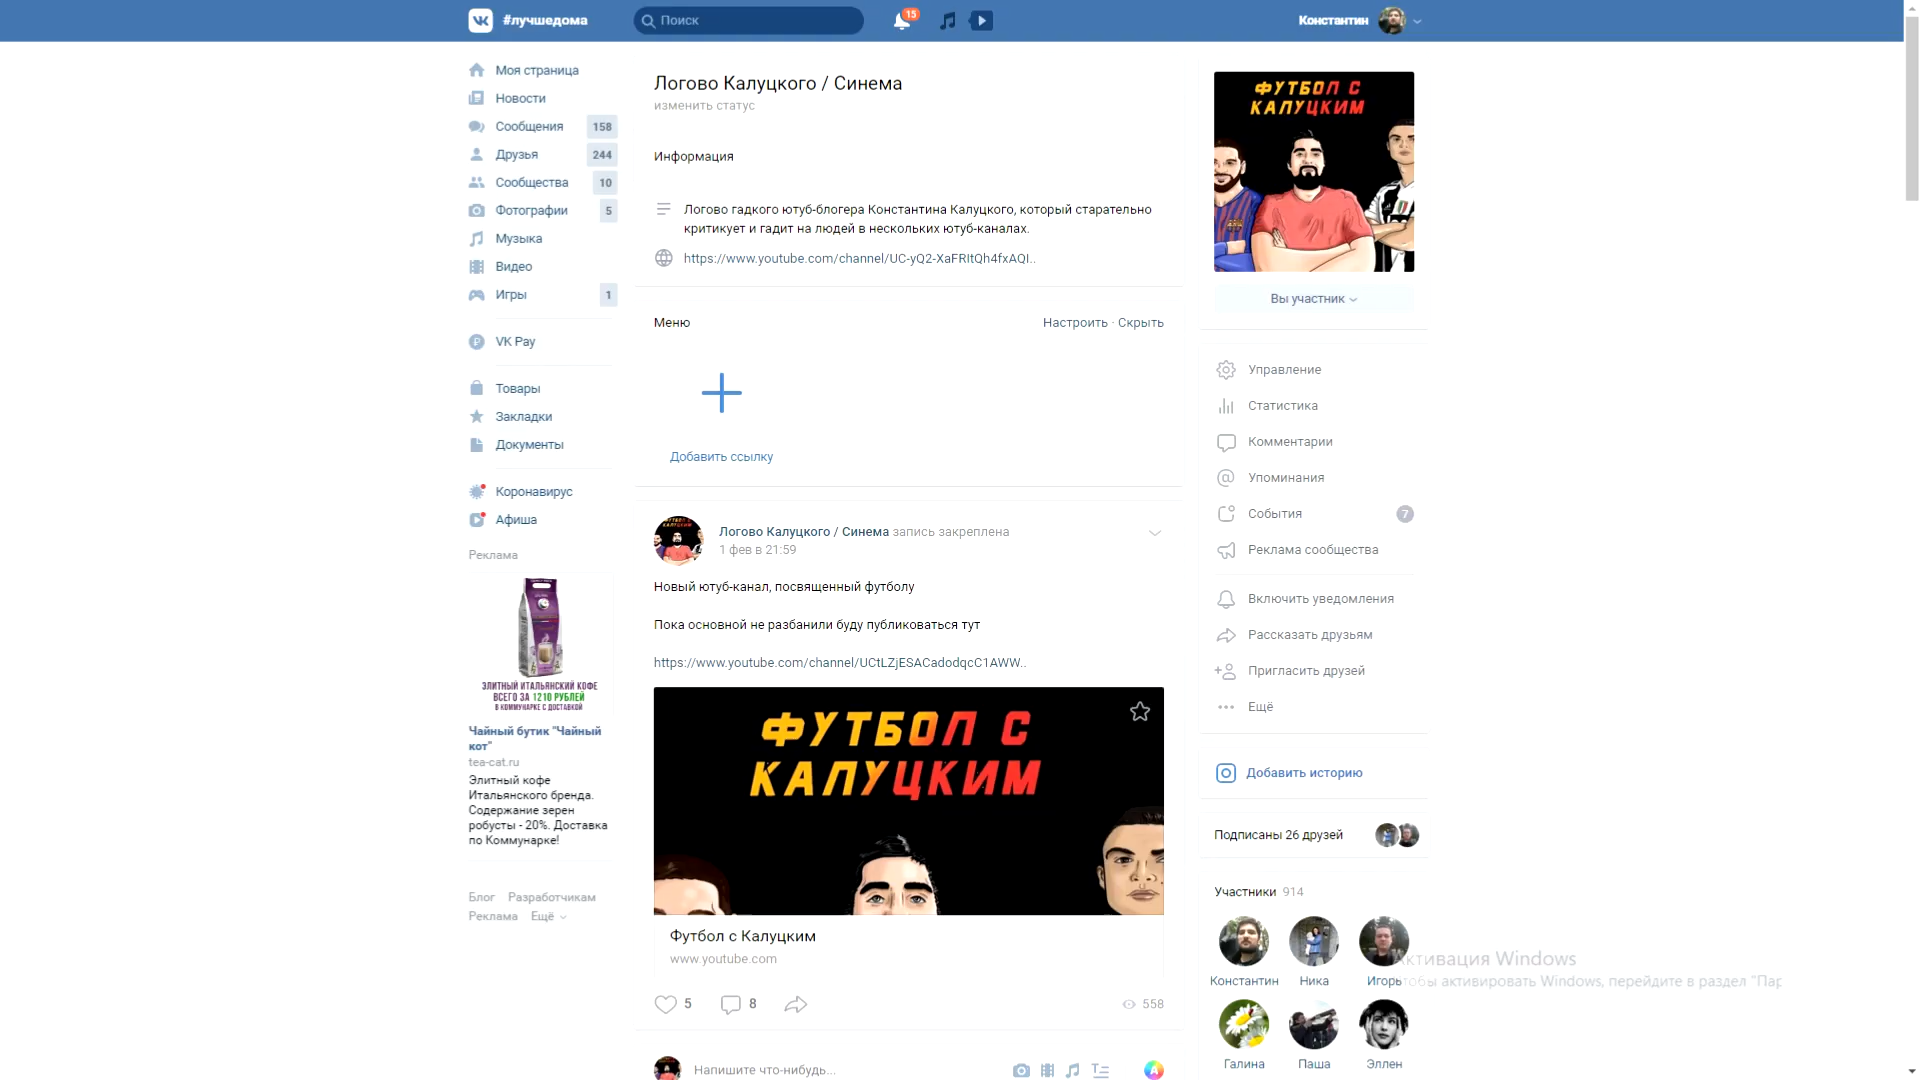 #лучшедома
Поиск
15
Константин
Моя страница
Новости
Сообщения 158
Друзья 244
Сообщества 10
Фотографии 5
Музыка
Видео
Игры 1
VK Pay
Товары
Закладки
Документы
Коронавирус
Афиша
Реклама
ЭЛИТНЫЙ ИТАЛЬЯНСКИЙ КОФЕ
ВСЕГО ЗА 1210 РУБЛЕЙ
В КОММУНАРКЕ С ДОСТАВКОЙ
Чайный бутик "Чайный
кот"
tea-cat.ru
Элитный кофе
Итальянского бренда.
Содержание зерен
робусты - 20%. Доставка
по Коммунарке!
Блог Разработчикам
Реклама Ещё
Логово Калуцкого / Синема
изменить статус
Информация
Логово гадкого ютуб-блогера Константина Калуцкого, который старательно
критикует и гадит на людей в нескольких ютуб-каналах.
https://www.youtube.com/channel/UC-yQ2-XaFRItQh4fxAQI..
Меню
Настроить · Скрыть
Добавить ссылку
Логово Калуцкого / Синема запись закреплена
1 фев в 21:59
Новый ютуб-канал, посвященный футболу
Пока основной не разбанили буду публиковаться тут
https://www.youtube.com/channel/UCtLZjESACadodqcC1AWW..
ФУТБОЛ С
КАЛУЦКИМ
Футбол с Калуцким
www.youtube.com
5 8 558
Напишите что-нибудь...
ФУТБОЛ С
КАЛУЦКИМ
Вы участник
Управление
Статистика
Комментарии
Упоминания
События 7
Реклама сообщества
Включить уведомления
Рассказать друзьям
Пригласить друзей
Ещё
Добавить историю
Подписаны 26 друзей
Участники 914
Константин Ника Игорь
Галина Паша Эллен
Активация Windows
Чтобы активировать Windows, перейдите в раздел "Пар